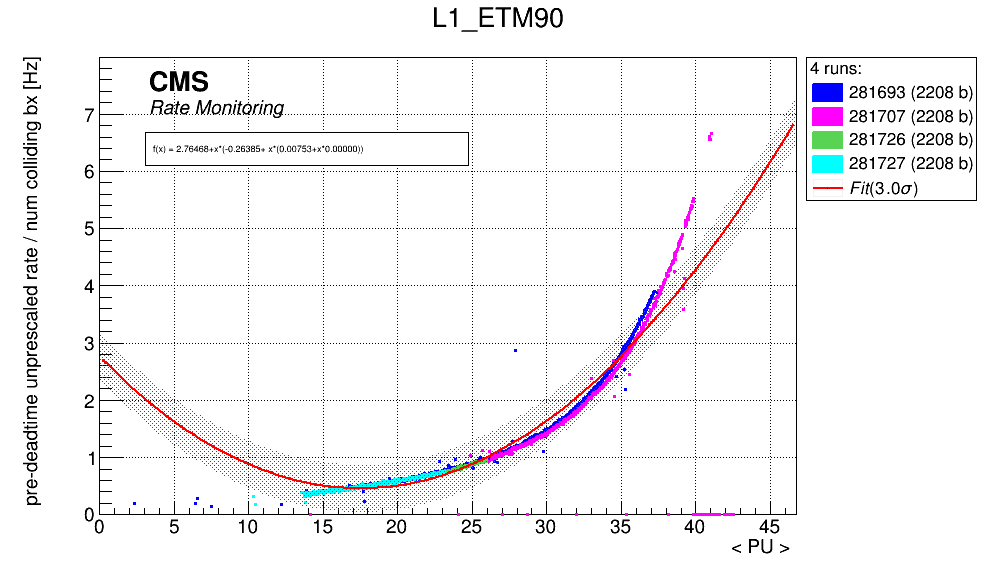 L1_ETM90
pre-deadtime unprescaled rate / num colliding bx [Hz]
CMS
Rate Monitoring
f(x) = 2.76468+x*(-0.26385+ x*(0.00753+x*0.00000))
7
6
5
4
3
2
1
0
0 5 10 15 20 25 30 35 40 45
< PU >
4 runs:
281693 (2208 b)
281707 (2208 b)
281726 (2208 b)
281727 (2208 b)
Fit(3.0σ)